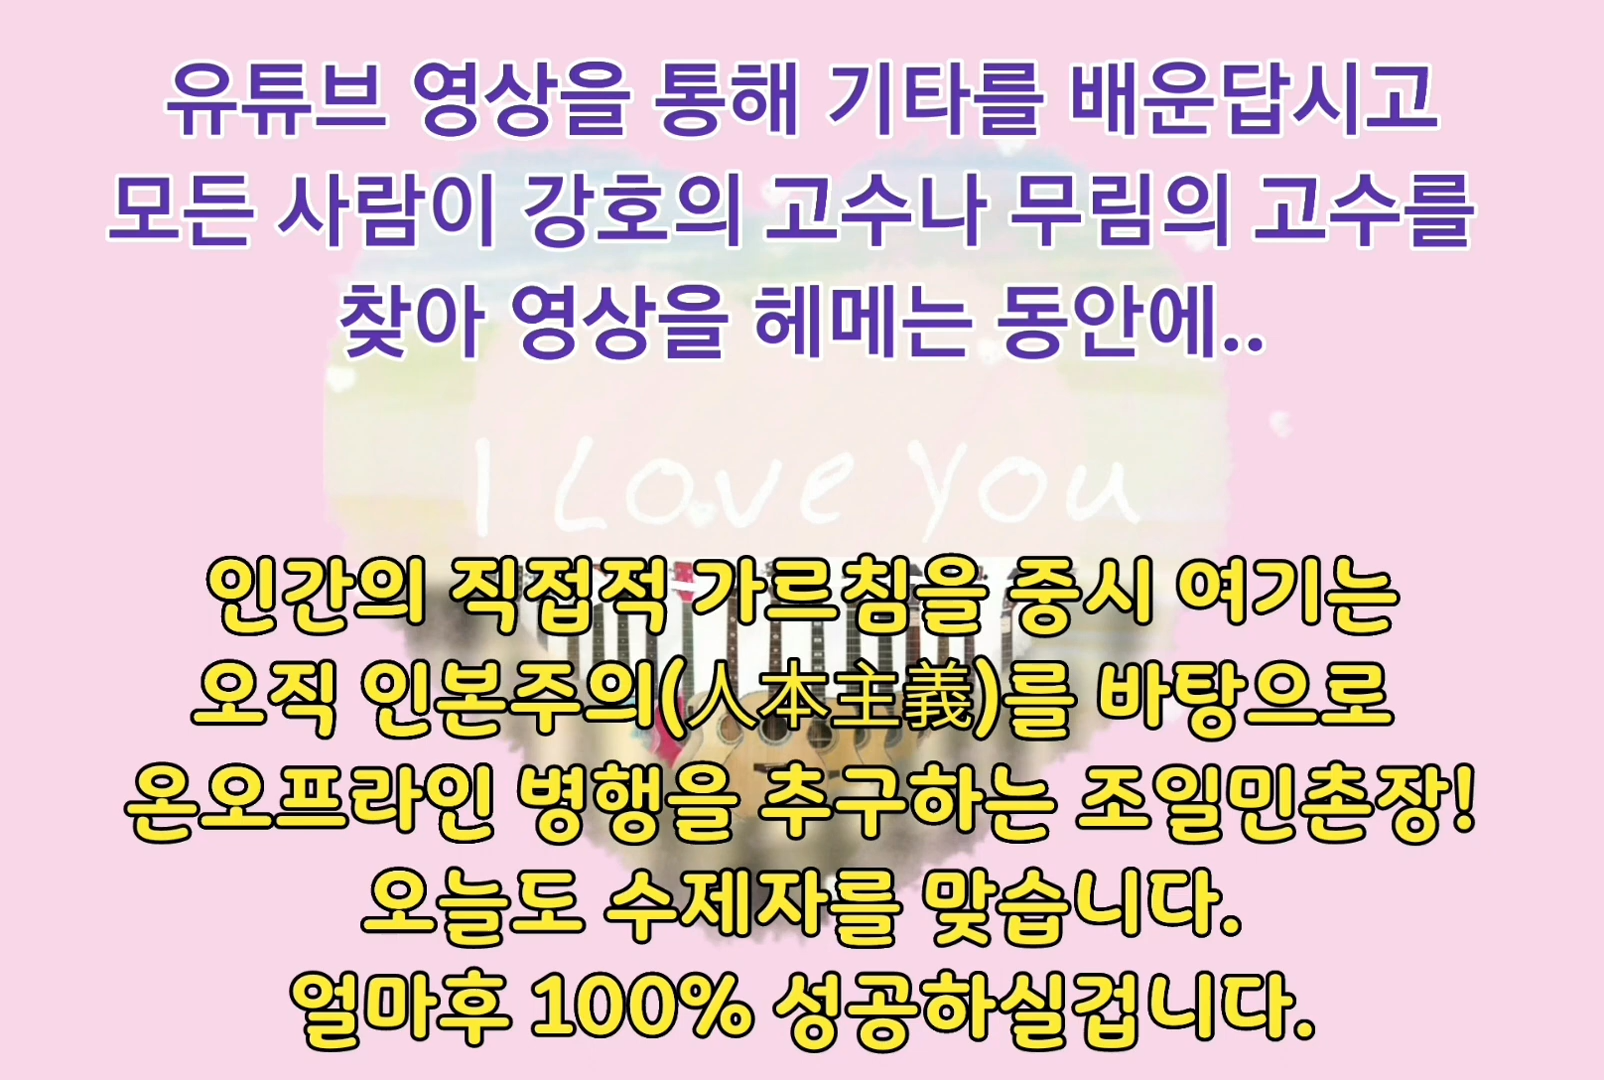 유튜브 영상을 통해 기타를 배운답시고
모든 사람이 강호의 고수나 무림의 고수를
찾아 영상을 헤메는 동안에..
I Love You
인간의 직접적 가르침을 중시 여기는
오직 인본주의(人本主義)를 바탕으로
온오프라인 병행을 추구하는 조일민촌장!
오늘도 수제자를 맞습니다.
얼마후 100% 성공하실겁니다.